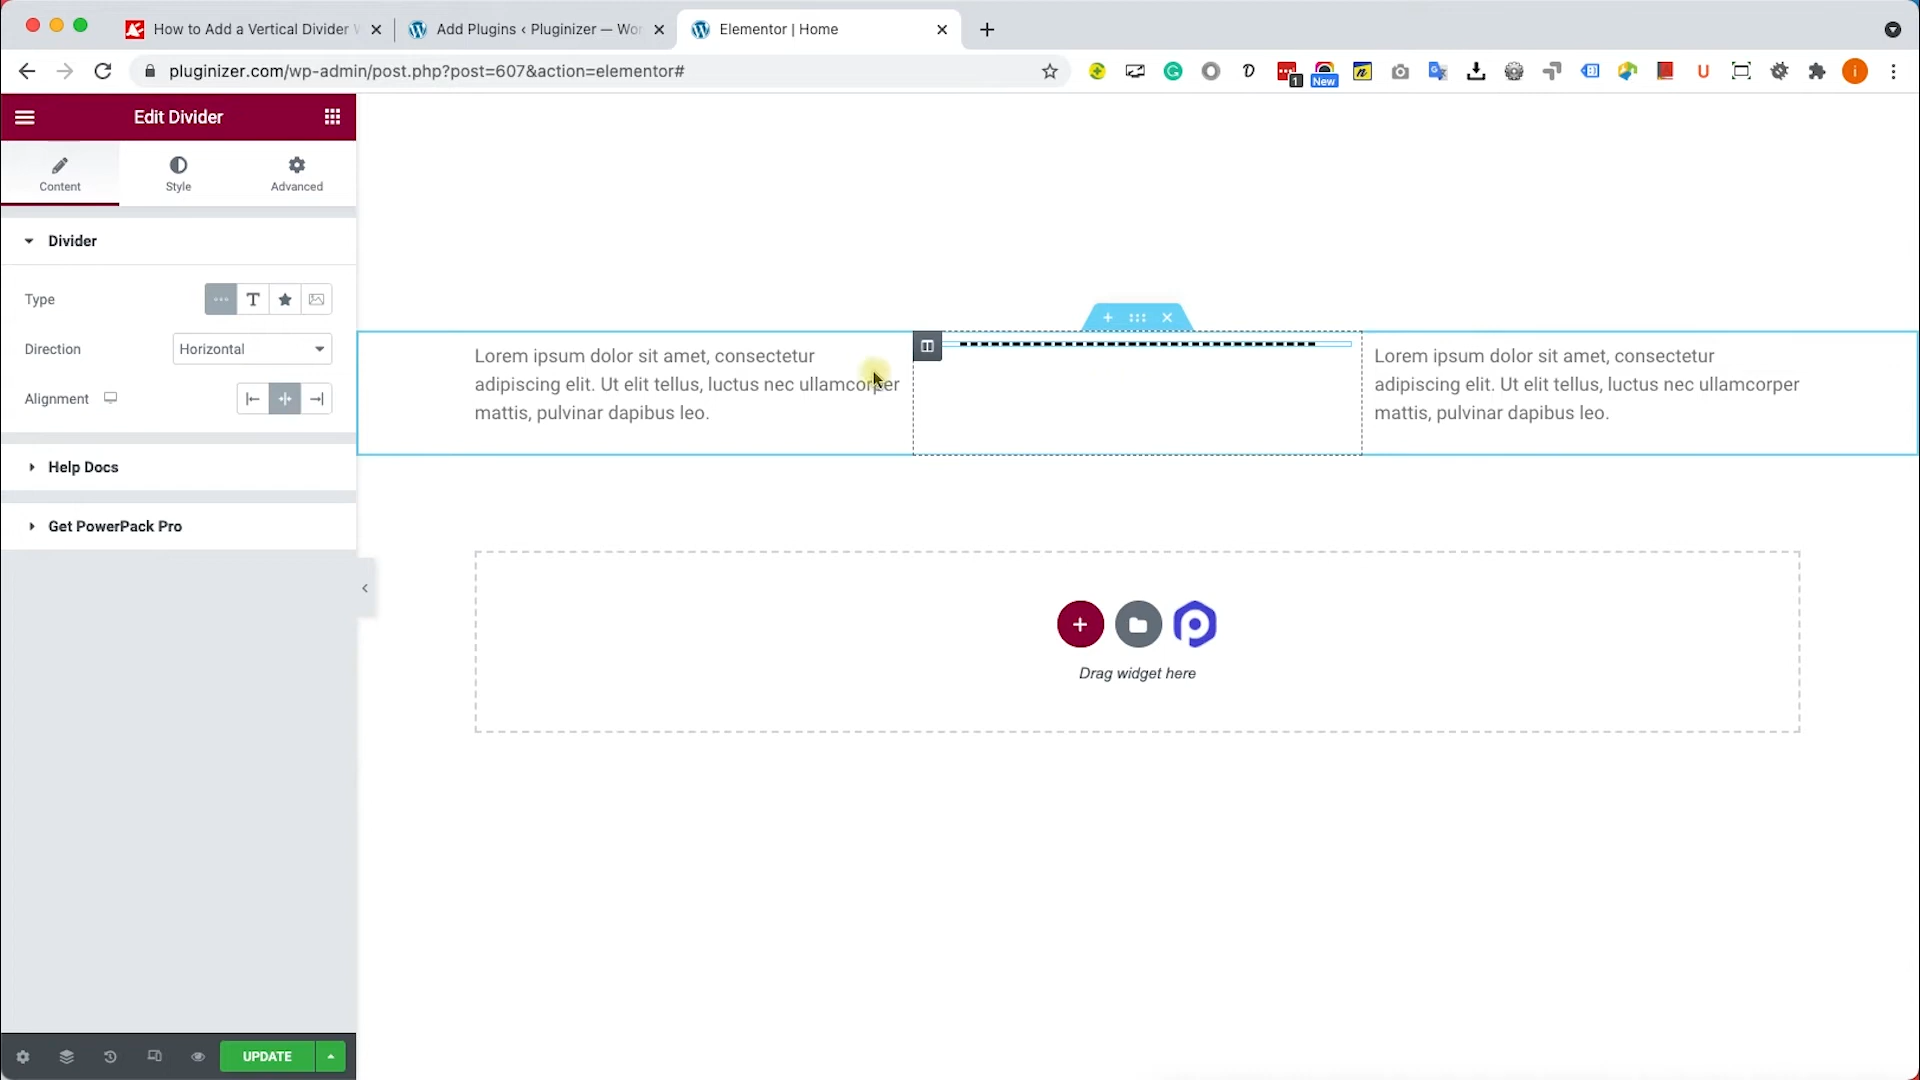 How to Add a Vertical Divider
Add Plugins ‹ Pluginizer — Wor
Elementor | Home
pluginizer.com/wp-admin/post.php?post=607&action=elementor#
1
New
U
i
Edit Divider
Content
Style
Advanced
Divider
Type
T
Direction
Horizontal
Alignment
Help Docs
Get PowerPack Pro
UPDATE
Lorem ipsum dolor sit amet, consectetur
adipiscing elit. Ut elit tellus, luctus nec ullamcorper
mattis, pulvinar dapibus leo.
Lorem ipsum dolor sit amet, consectetur
adipiscing elit. Ut elit tellus, luctus nec ullamcorper
mattis, pulvinar dapibus leo.
Drag widget here